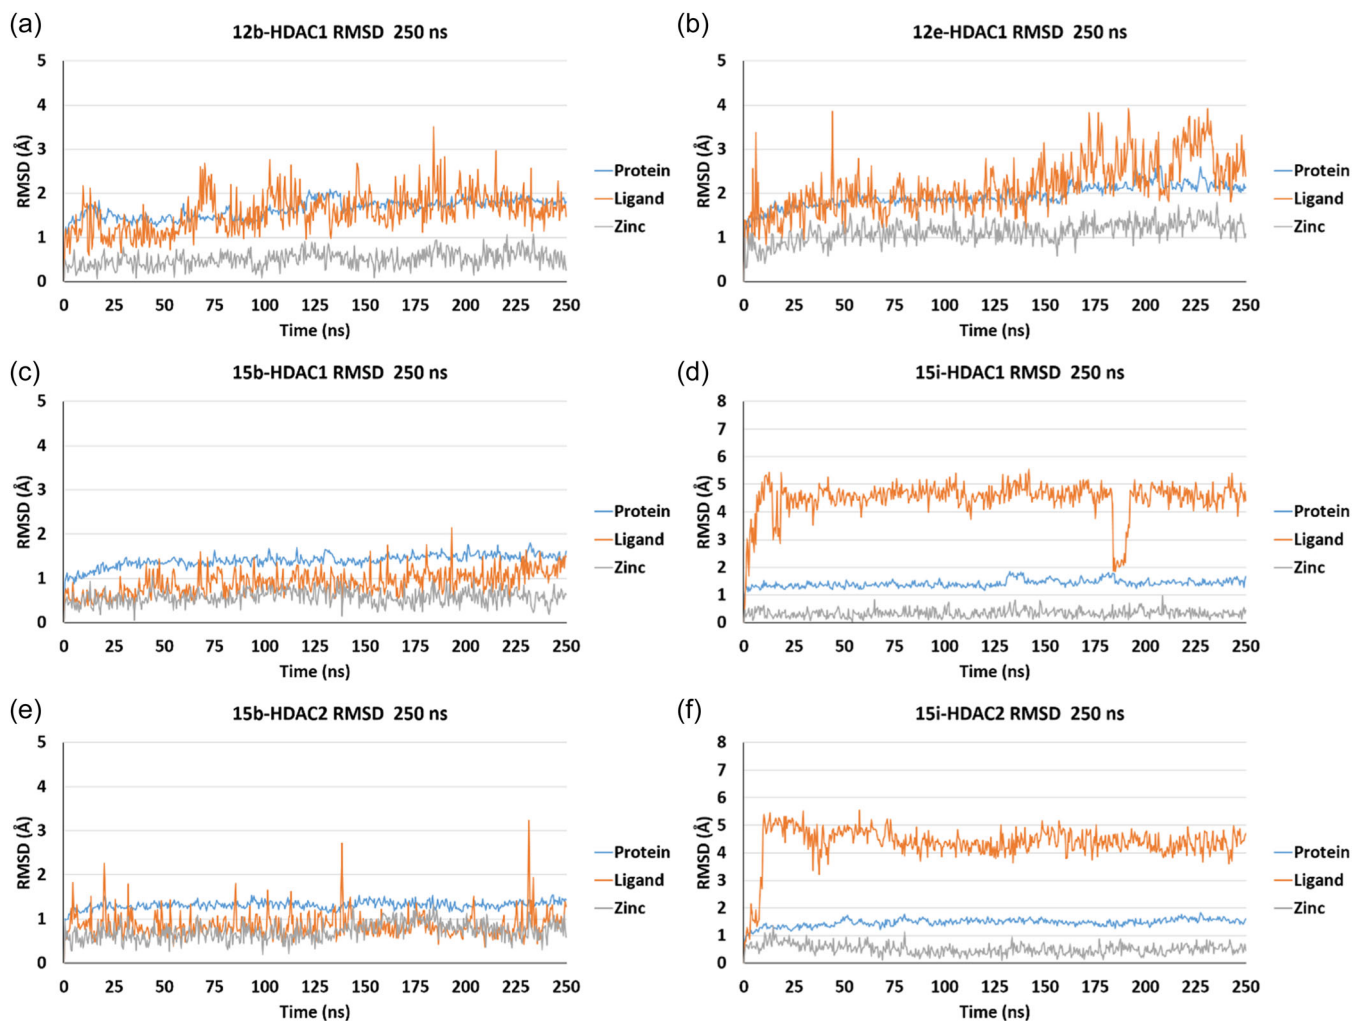 (a)
12b-HDAC1 RMSD 250 ns
RMSD (Å)
5
4
3
2
1
0
0 25 50 75 100 125 150 175 200 225 250
Time (ns)
Protein
Ligand
Zinc
(b)
12e-HDAC1 RMSD 250 ns
RMSD (Å)
5
4
3
2
1
0
0 25 50 75 100 125 150 175 200 225 250
Time (ns)
Protein
Ligand
Zinc
(c)
15b-HDAC1 RMSD 250 ns
RMSD (Å)
5
4
3
2
1
0
0 25 50 75 100 125 150 175 200 225 250
Time (ns)
Protein
Ligand
Zinc
(d)
15i-HDAC1 RMSD 250 ns
RMSD (Å)
8
7
6
5
4
3
2
1
0
0 25 50 75 100 125 150 175 200 225 250
Time (ns)
Protein
Ligand
Zinc
(e)
15b-HDAC2 RMSD 250 ns
RMSD (Å)
5
4
3
2
1
0
0 25 50 75 100 125 150 175 200 225 250
Time (ns)
Protein
Ligand
Zinc
(f)
15i-HDAC2 RMSD 250 ns
RMSD (Å)
8
7
6
5
4
3
2
1
0
0 25 50 75 100 125 150 175 200 225 250
Time (ns)
Protein
Ligand
Zinc